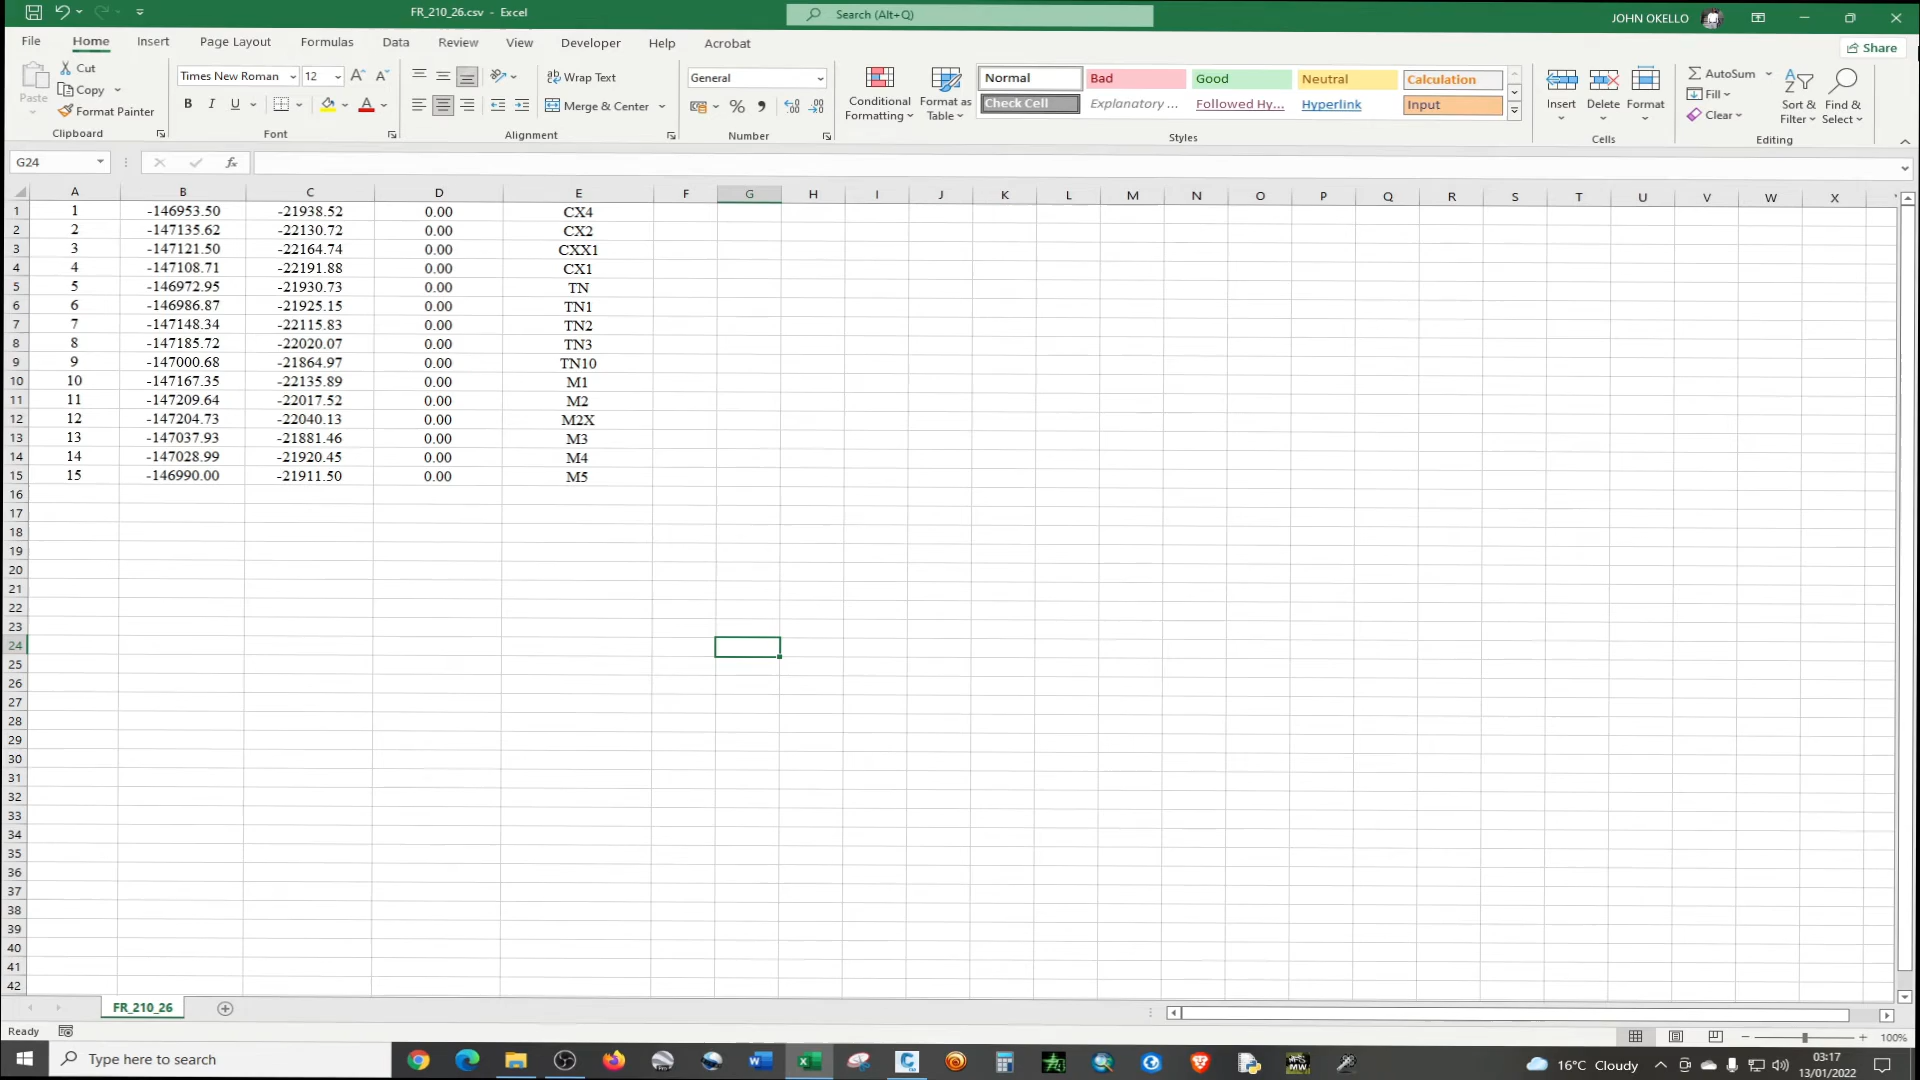 FR_210_26.csv - Excel
Search (Alt+Q)
JOHN OKELLO
File Home Insert Page Layout Formulas Data Review View Developer Help Acrobat
Share
Paste
Cut
Copy
Format Painter
Clipboard
Times New Roman 12
B I U
Font
Wrap Text
Merge & Center
Alignment
General
Number
Conditional Formatting
Format as Table
Normal Bad Good Neutral Calculation
Check Cell Explanatory ... Followed Hy... Hyperlink Input
Styles
Insert Delete Format
Cells
AutoSum
Fill
Clear
Sort & Filter
Find & Select
Editing
G24
fx
A B C D E F G H I J K L M N O P Q R S T U V W X
1 1 -146953.50 -21938.52 0.00 CX4
2 2 -147135.62 -22130.72 0.00 CX2
3 3 -147121.50 -22164.74 0.00 CXX1
4 4 -147108.71 -22191.88 0.00 CX1
5 5 -146972.95 -21930.73 0.00 TN
6 6 -146986.87 -21925.15 0.00 TN1
7 7 -147148.34 -22115.83 0.00 TN2
8 8 -147185.72 -22020.07 0.00 TN3
9 9 -147000.68 -21864.97 0.00 TN10
10 10 -147167.35 -22135.89 0.00 M1
11 11 -147209.64 -22017.52 0.00 M2
12 12 -147204.73 -22040.13 0.00 M2X
13 13 -147037.93 -21881.46 0.00 M3
14 14 -147028.99 -21920.45 0.00 M4
15 15 -146990.00 -21911.50 0.00 M5
16
17
18
19
20
21
22
23
24
25
26
27
28
29
30
31
32
33
34
35
36
37
38
39
40
41
42
FR_210_26
Ready
100%
Type here to search
16°C Cloudy
03:17
13/01/2022